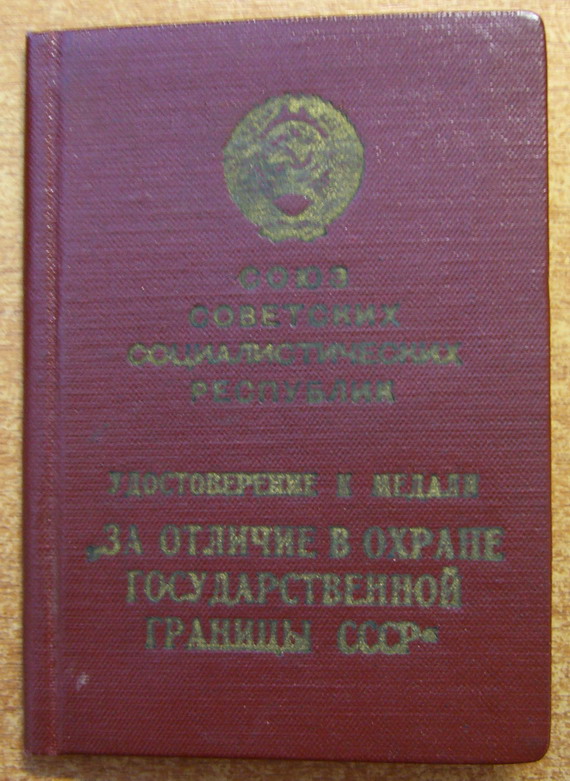 СОЮЗ
СОВЕТСКИХ
СОЦИАЛИСТИЧЕСКИХ
РЕСПУБЛИК
УДОСТОВЕРЕНИЕ К МЕДАЛИ
„ЗА ОТЛИЧИЕ В ОХРАНЕ
ГОСУДАРСТВЕННОЙ
ГРАНИЦЫ СССР“